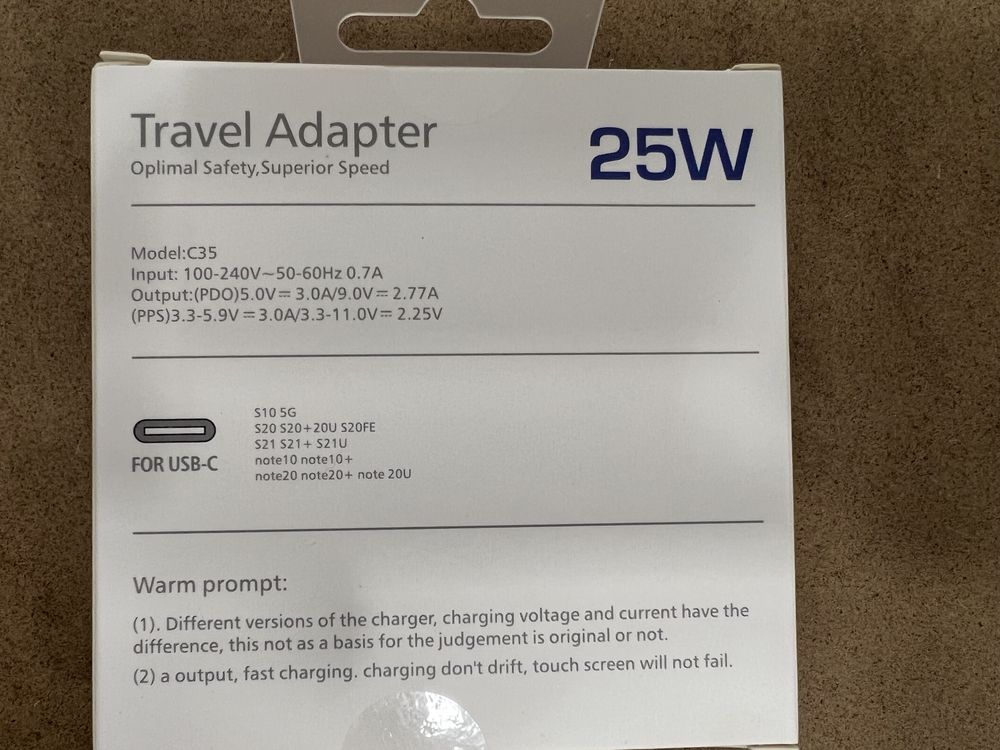 Travel Adapter
25W
Oplimal Safety,Superior Speed
Model:C35
Input: 100-240V~50-60Hz 0.7A
Output:(PDO)5.0V⎓ 3.0A/9.0V⎓ 2.77A
(PPS)3.3-5.9V⎓3.0A/3.3-11.0V⎓ 2.25V
S10 5G
S20 S20+20U S20FE
S21 S21+ S21U
note10 note10+
note20 note20+ note 20U
FOR USB-C
Warm prompt:
(1). Different versions of the charger, charging voltage and current have the
difference, this not as a basis for the judgement is original or not.
(2) a output, fast charging. charging don't drift, touch screen will not fail.